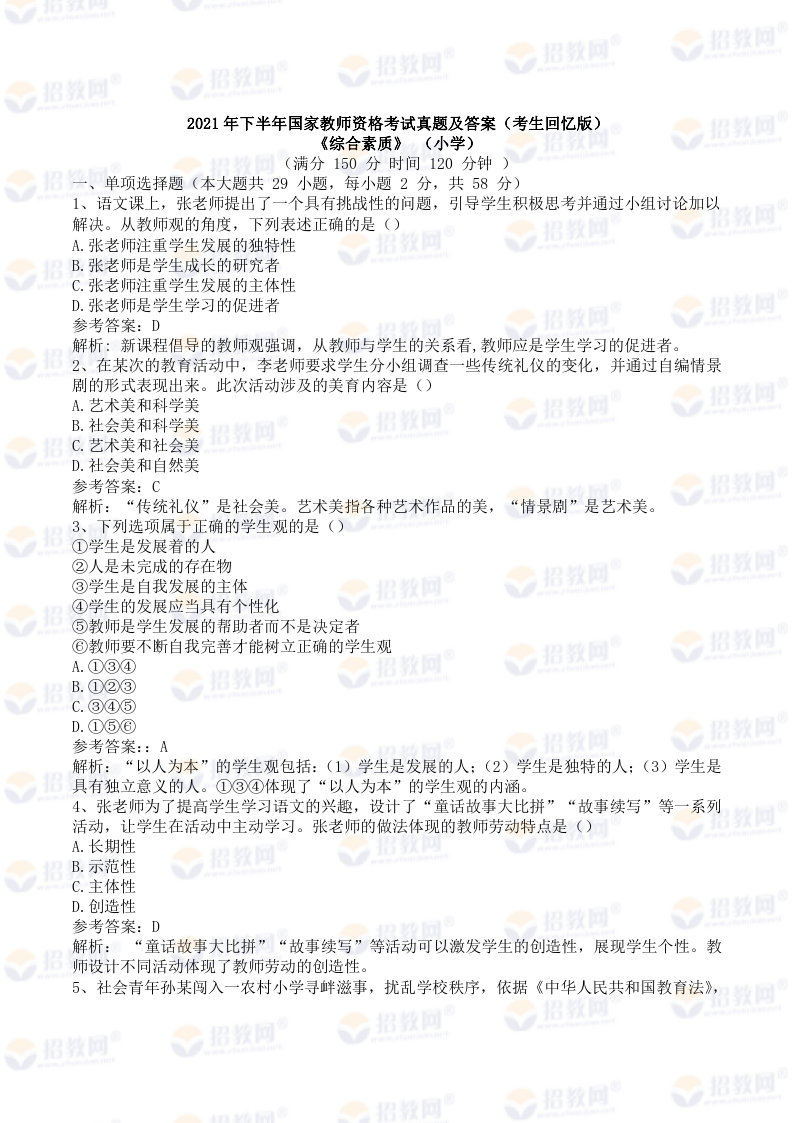 2021 年下半年国家教师资格考试真题及答案（考生回忆版）
《综合素质》 （小学）
（满分 150 分 时间 120 分钟 ）
一、单项选择题（本大题共 29 小题，每小题 2 分，共 58 分）
1、语文课上，张老师提出了一个具有挑战性的问题，引导学生积极思考并通过小组讨论加以
解决。从教师观的角度，下列表述正确的是()
A.张老师注重学生发展的独特性
B.张老师是学生成长的研究者
C.张老师注重学生发展的主体性
D.张老师是学生学习的促进者
参考答案：D
解析: 新课程倡导的教师观强调，从教师与学生的关系看,教师应是学生学习的促进者。
2、在某次的教育活动中，李老师要求学生分小组调查一些传统礼仪的变化，并通过自编情景
剧的形式表现出来。此次活动涉及的美育内容是()
A.艺术美和科学美
B.社会美和科学美
C.艺术美和社会美
D.社会美和自然美
参考答案：C
解析：“传统礼仪”是社会美。艺术美指各种艺术作品的美，“情景剧”是艺术美。
3、下列选项属于正确的学生观的是()
①学生是发展着的人
②人是未完成的存在物
③学生是自我发展的主体
④学生的发展应当具有个性化
⑤教师是学生发展的帮助者而不是决定者
⑥教师要不断自我完善才能树立正确的学生观
A.①③④
B.①②③
C.③④⑤
D.①⑤⑥
参考答案:：A
解析：“以人为本”的学生观包括：（1）学生是发展的人；（2）学生是独特的人；（3）学生是
具有独立意义的人。①③④体现了“以人为本”的学生观的内涵。
4、张老师为了提高学生学习语文的兴趣，设计了“童话故事大比拼”“故事续写”等一系列
活动，让学生在活动中主动学习。张老师的做法体现的教师劳动特点是()
A.长期性
B.示范性
C.主体性
D.创造性
参考答案：D
解析： “童话故事大比拼”“故事续写”等活动可以激发学生的创造性，展现学生个性。教
师设计不同活动体现了教师劳动的创造性。
5、社会青年孙某闯入一农村小学寻衅滋事，扰乱学校秩序，依据《中华人民共和国教育法》，